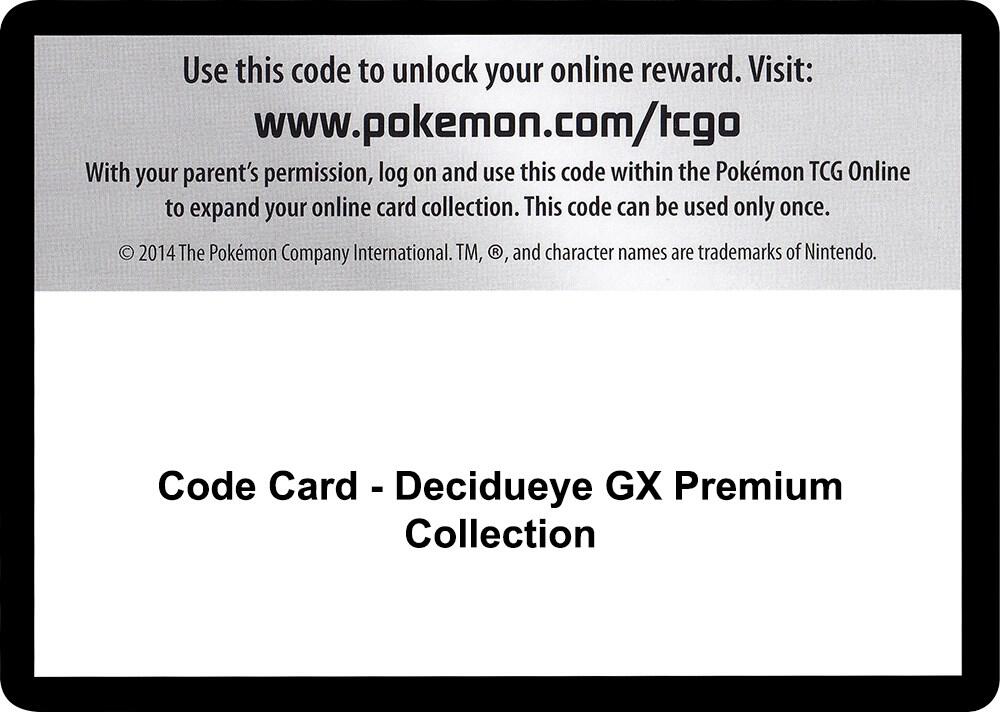 Use this code to unlock your online reward. Visit:
www.pokemon.com/tcgo
With your parent's permission, log on and use this code within the Pokémon TCG Online
to expand your online card collection. This code can be used only once.
© 2014 The Pokémon Company International. TM, ®, and character names are trademarks of Nintendo.
Code Card - Decidueye GX Premium
Collection